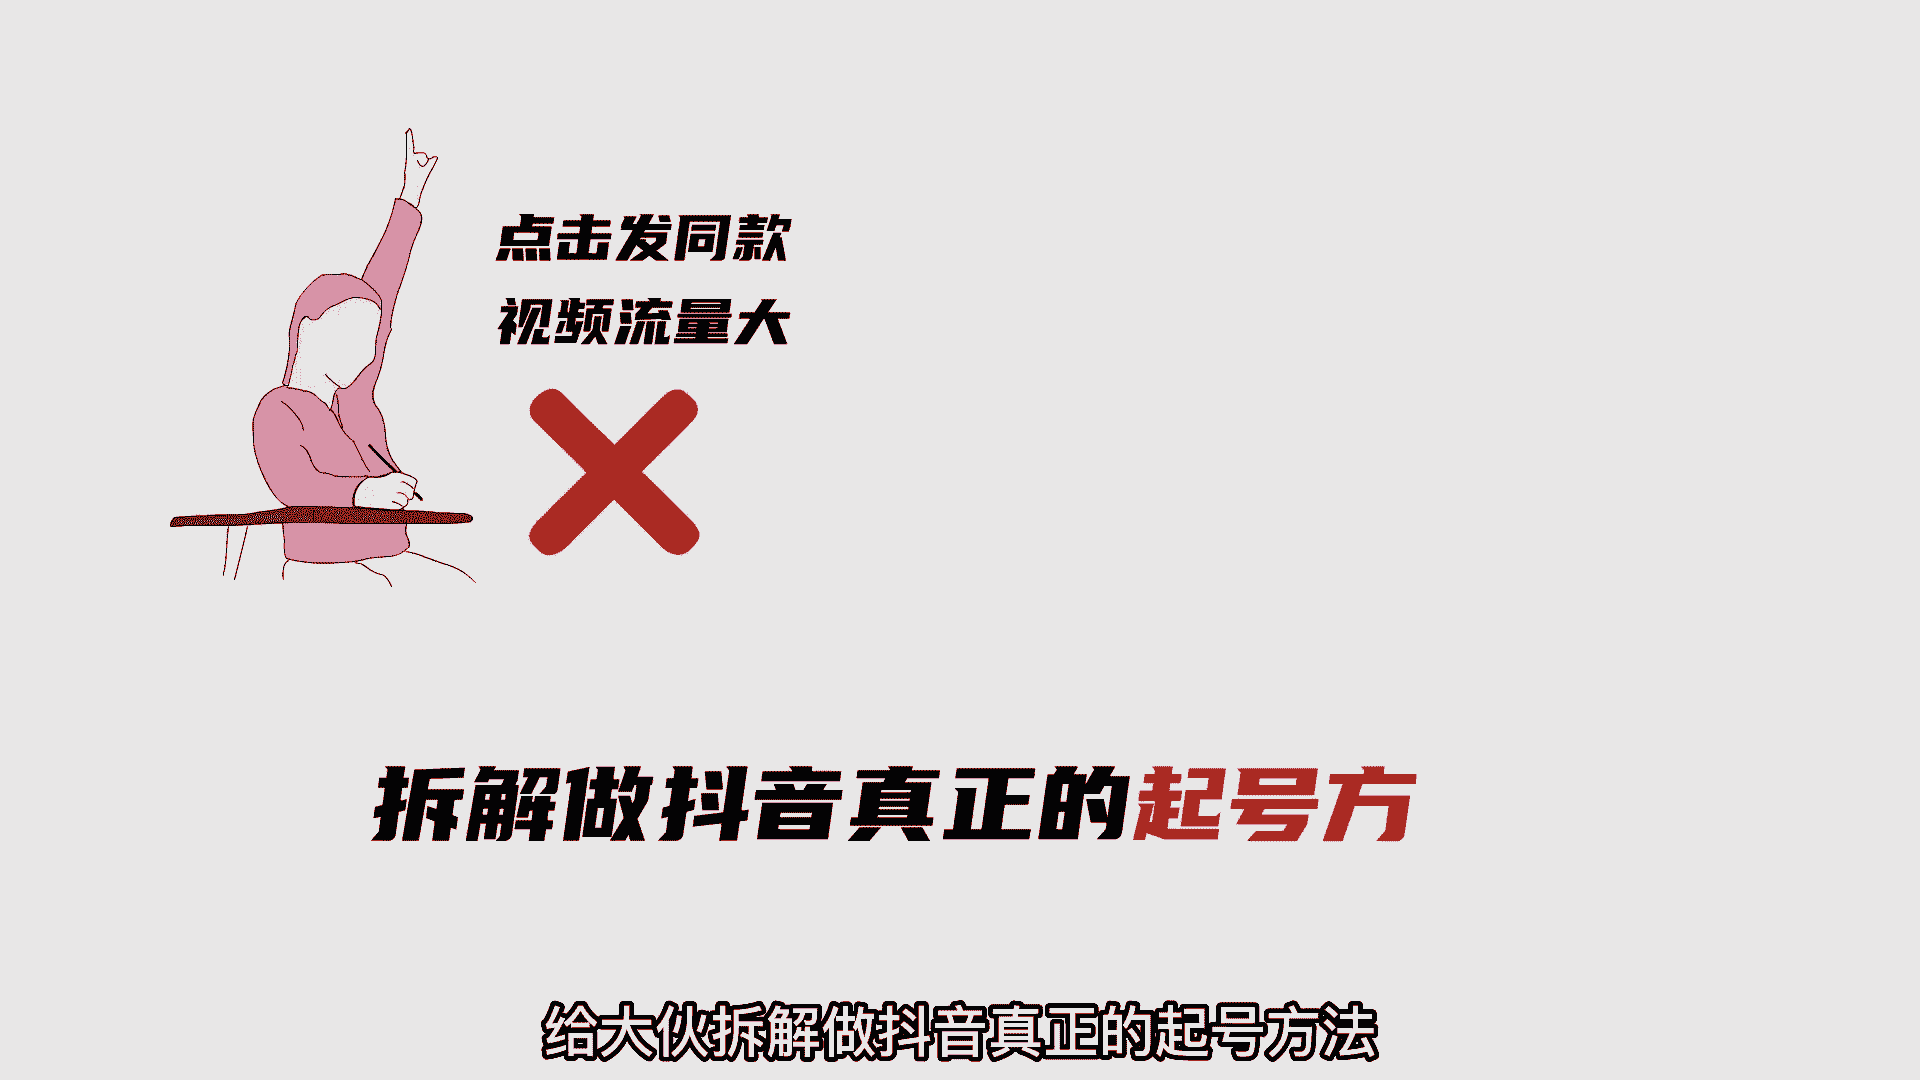 点击发同款
视频流量大
拆解做抖音真正的起号方
给大伙拆解做抖音真正的起号方法